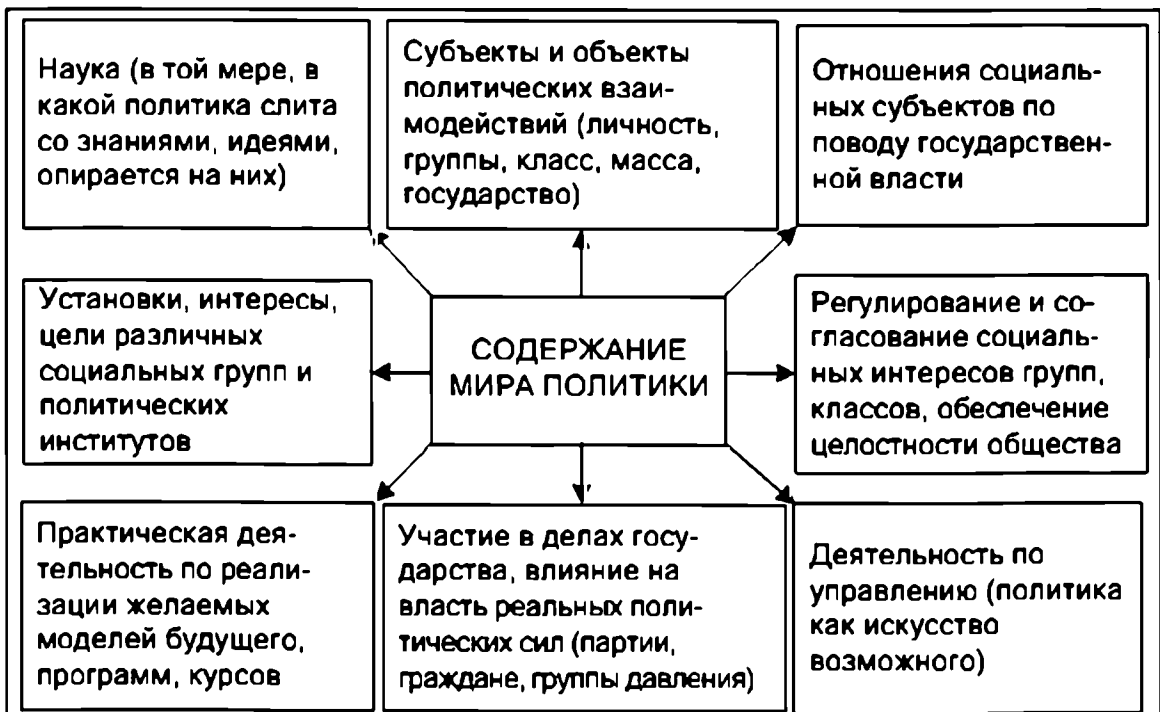 Наука (в той мере, в
какой политика слита
со знаниями, идеями,
опирается на них)
Субъекты и объекты
политических взаи-
модействий (личность,
группы, класс, масса,
государство)
Отношения социаль-
ных субъектов по
поводу государствен-
ной власти
Установки, интересы,
цели различных
социальных групп и
политических
институтов
СОДЕРЖАНИЕ
МИРА ПОЛИТИКИ
Регулирование и со-
гласование социаль-
ных интересов групп,
классов, обеспечение
целостности общества
Практическая дея-
тельность по реали-
зации желаемых
моделей будущего,
программ, курсов
Участие в делах госу-
дарства, влияние на
власть реальных поли-
тических сил (партии,
граждане, группы давления)
Деятельность по
управлению (политика
как искусство
возможного)